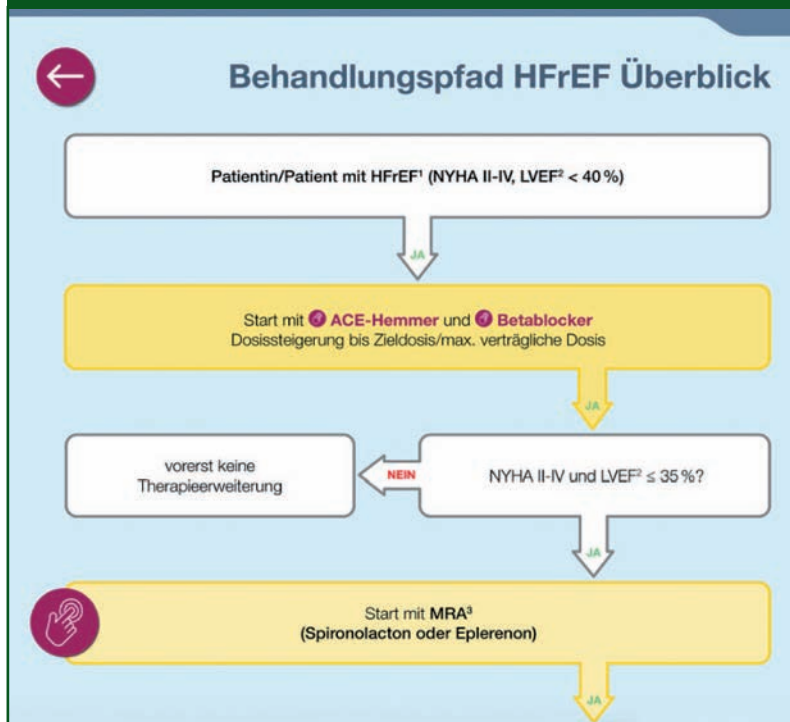 Behandlungspfad HFrEF Überblick
Patientin/Patient mit HFrEF¹ (NYHA II-IV, LVEF² < 40 %)
JA
Start mit ACE-Hemmer und Betablocker
Dosissteigerung bis Zieldosis/max. verträgliche Dosis
JA
vorerst keine
Therapieerweiterung
NEIN
NYHA II-IV und LVEF² ≤ 35 %?
JA
Start mit MRA³
(Spironolacton oder Eplerenon)
JA